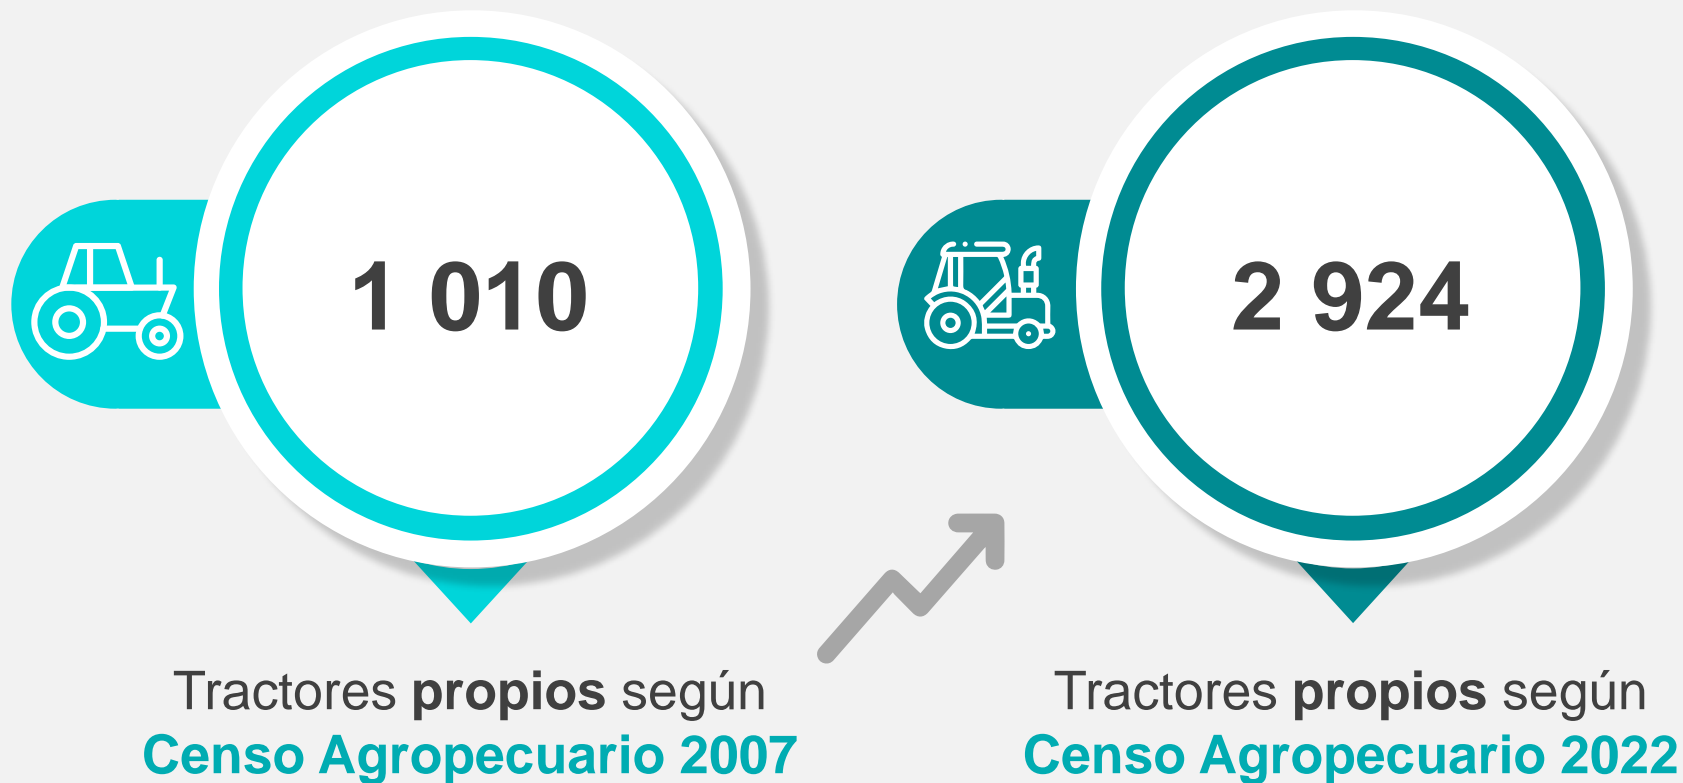 1 010
Tractores propios según
Censo Agropecuario 2007
2 924
Tractores propios según
Censo Agropecuario 2022